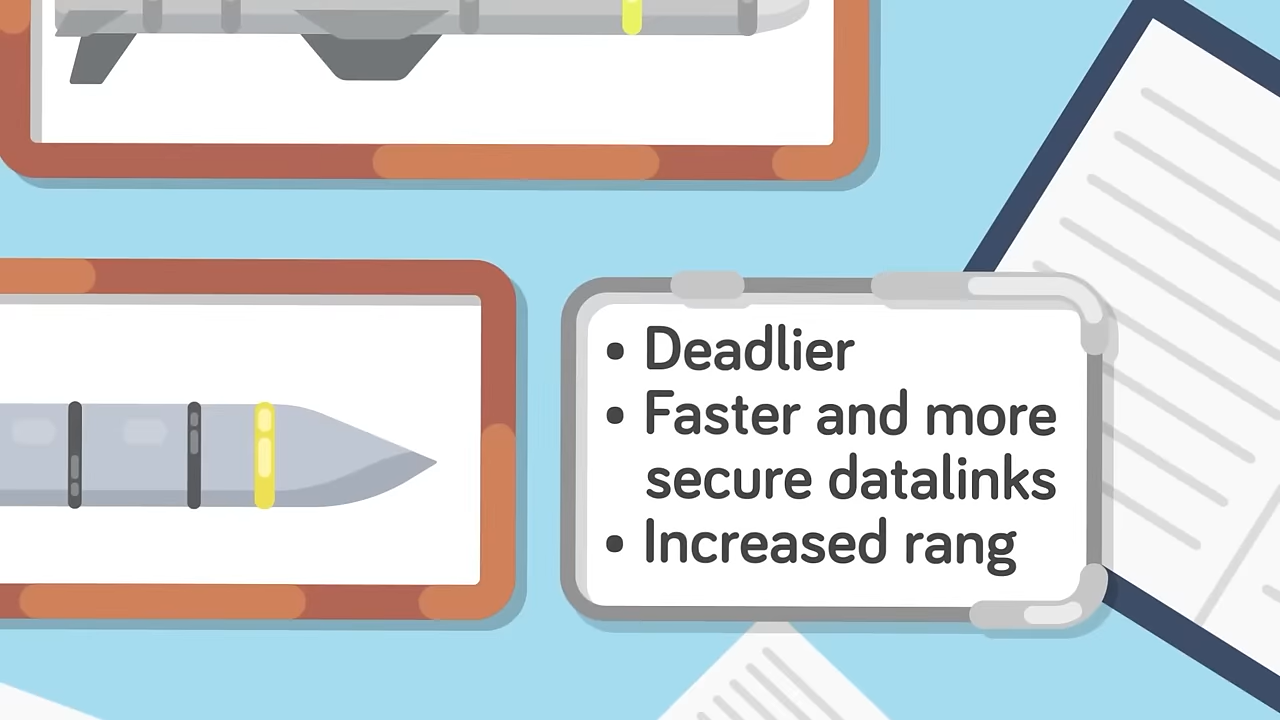 • Deadlier
• Faster and more
secure datalinks
• Increased rang